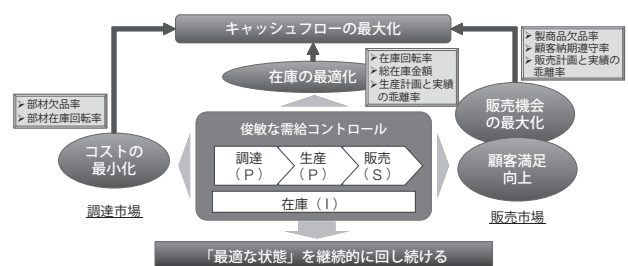 キャッシュフローの最大化
➢製商品欠品率
➢顧客納期遵守率
➢販売計画と実績
の乖離率
➢在庫回転率
➢総在庫金額
➢生産計画と実績
の乖離率
在庫の最適化
➢部材欠品率
➢部材在庫回転率
販売機会
の最大化
俊敏な需給コントロール
コストの
最小化
調達
(P)
生産
(P)
販売
(S)
顧客満足
向上
在庫(I)
調達市場
販売市場
「最適な状態」を継続的に回し続ける